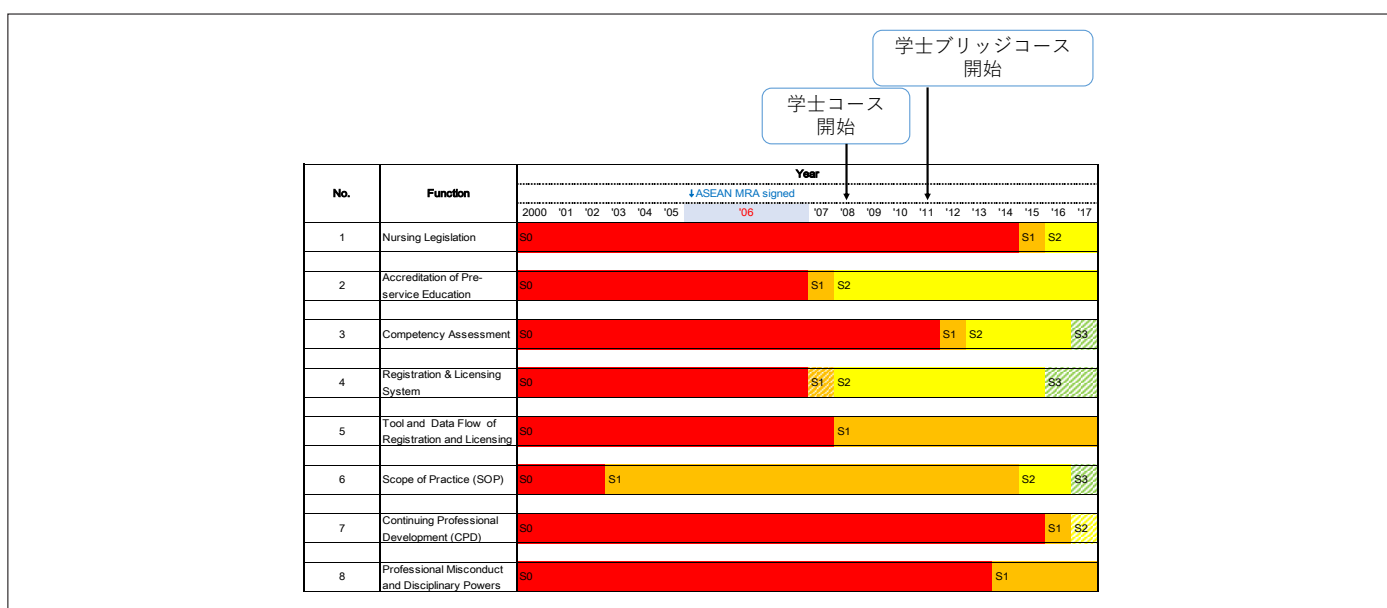 学士ブリッジコース
開始
学士コース
開始
No.
Function
Year
↓ASEAN MRA signed
2000 '01 '02 '03 '04 '05 '06 '07 '08 '09 '10 '11 '12 '13 '14 '15 '16 '17
1 Nursing Legislation S0 S1 S2
2 Accreditation of Pre-
service Education S0 S1 S2
3 Competency Assessment S0 S1 S2 S3
4 Registration & Licensing
System S0 S1 S2 S3
5 Tool and Data Flow of
Registration and Licensing S0 S1
6 Scope of Practice (SOP) S0 S1 S2 S3
7 Continuing Professional
Development (CPD) S0 S1 S2
8 Professional Misconduct
and Disciplinary Powers S0 S1